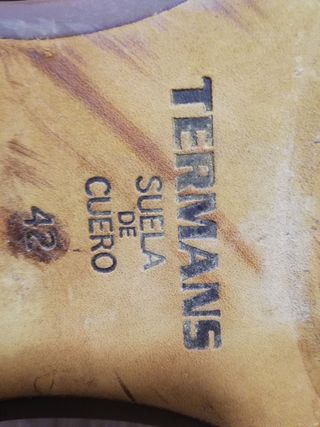 TERMANS
SUELA
DE
CUERO
42